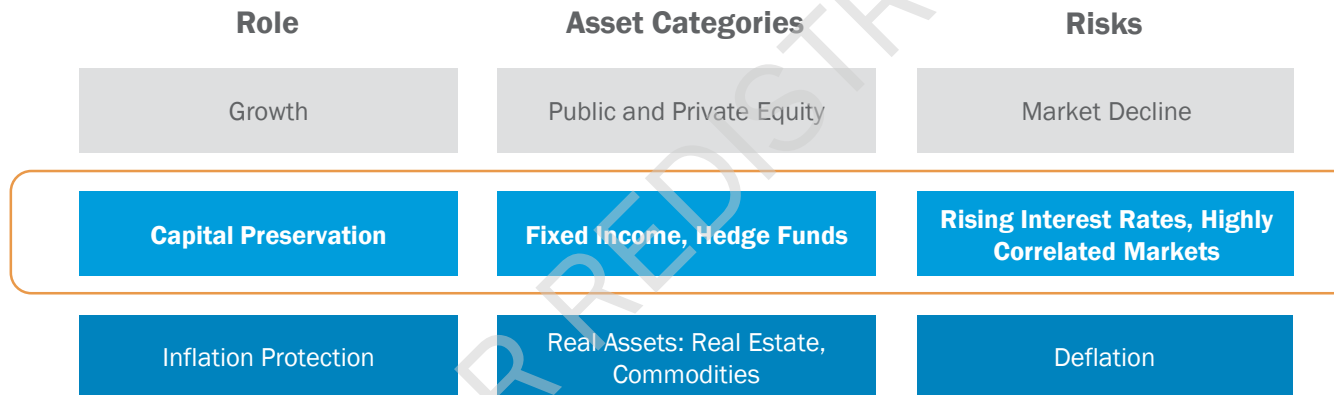 Role
Asset Categories
Risks
Growth
Public and Private Equity
Market Decline
Capital Preservation
Fixed Income, Hedge Funds
Rising Interest Rates, Highly
Correlated Markets
Inflation Protection
Real Assets: Real Estate,
Commodities
Deflation
R REDISTR